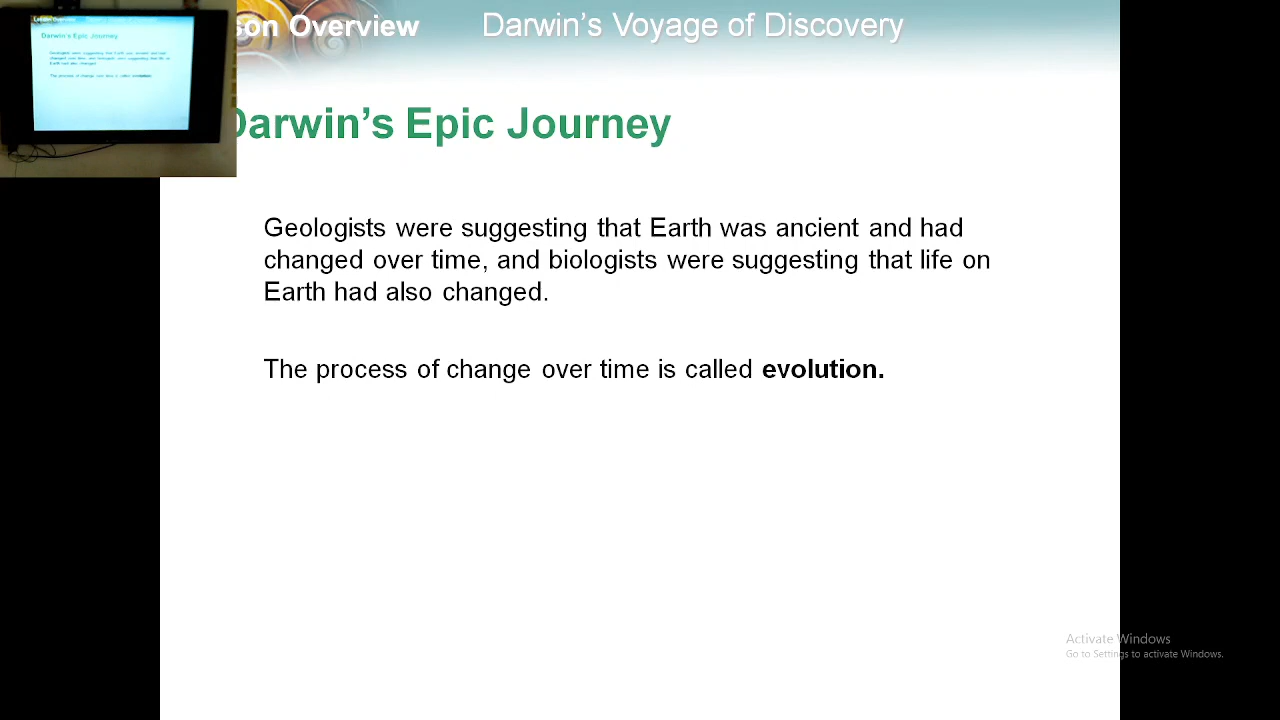 son Overview Darwin's Voyage of Discovery
Darwin's Epic Journey
Geologists were suggesting that Earth was ancient and had
changed over time, and biologists were suggesting that life on
Earth had also changed.
The process of change over time is called evolution.
Activate Windows
Go to Settings to activate Windows.